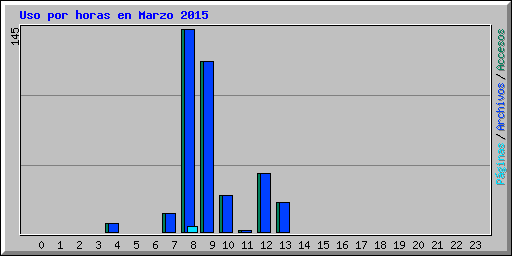 Uso por horas en Marzo 2015
145
Páginas / Archivos / Accesos
0 1 2 3 4 5 6 7 8 9 10 11 12 13 14 15 16 17 18 19 20 21 22 23